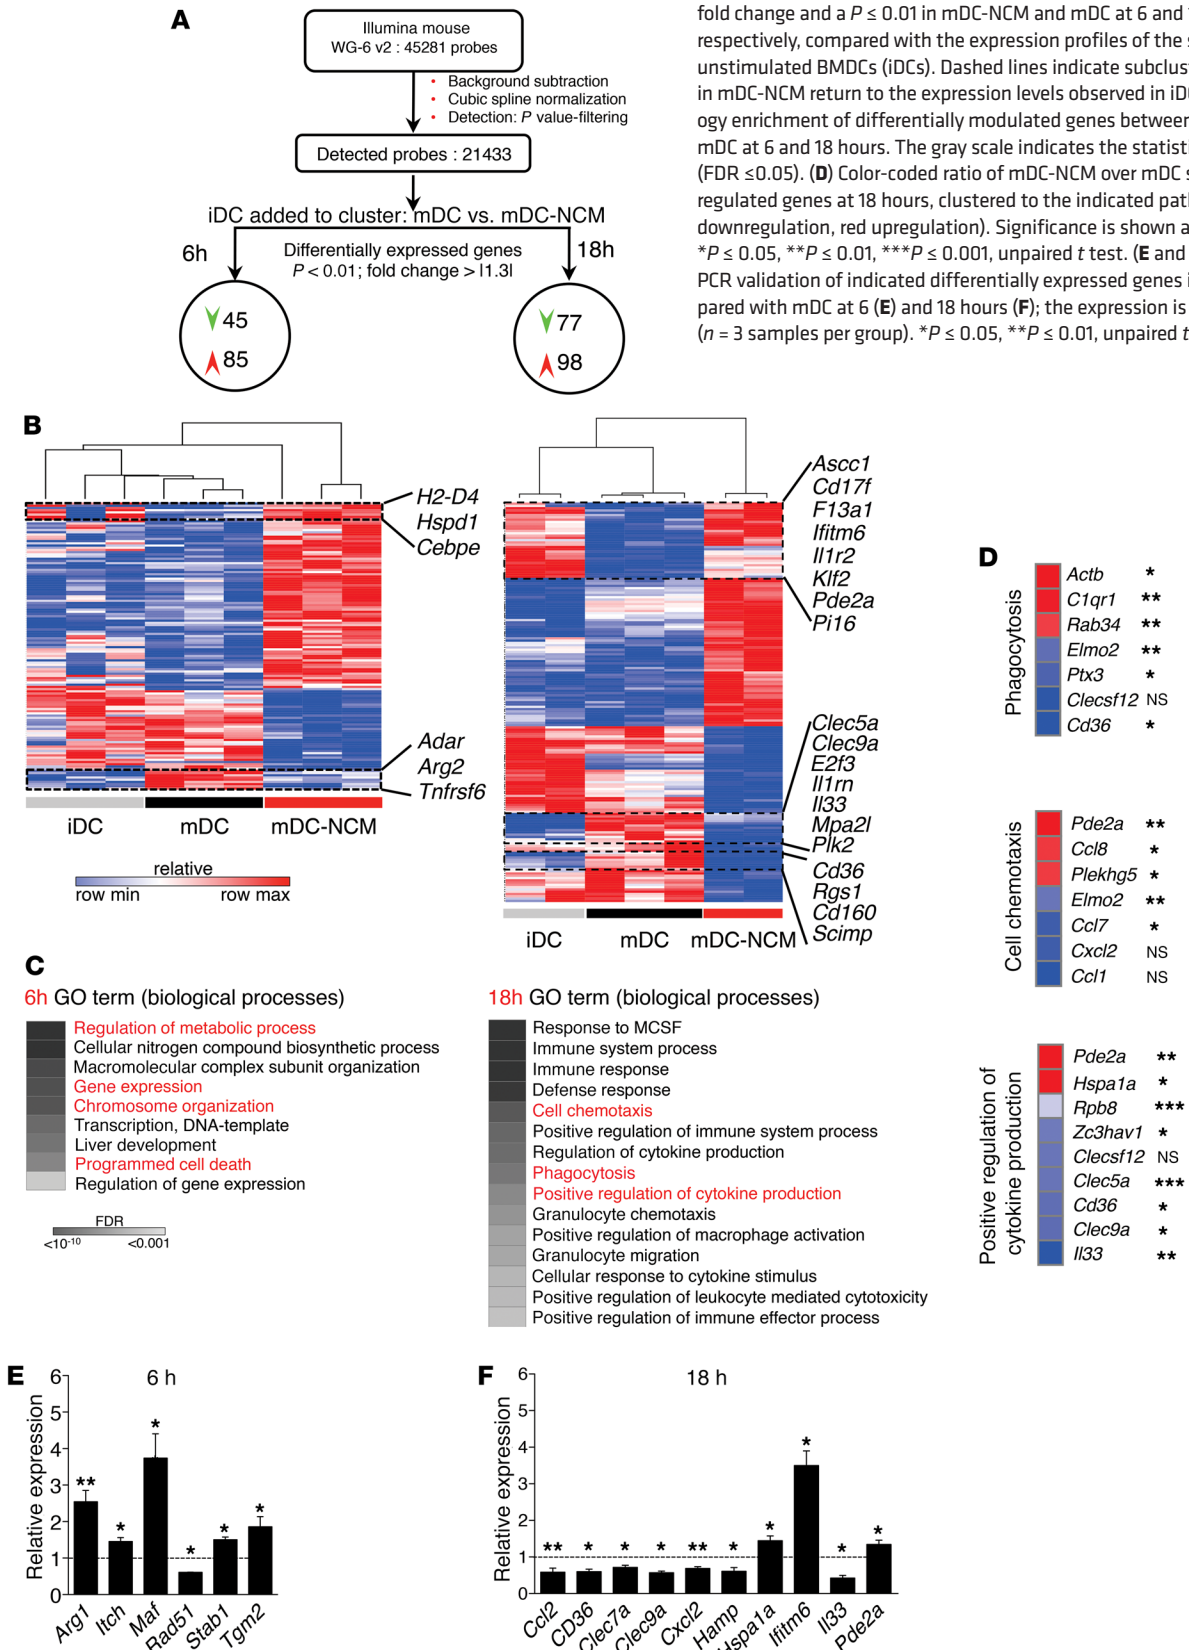 A
Illumina mouse
WG-6 v2 : 45281 probes
• Background subtraction
• Cubic spline normalization
• Detection: P value-filtering
Detected probes : 21433
iDC added to cluster: mDC vs. mDC-NCM
6h
Differentially expressed genes
P < 0.01; fold change > |1.3|
18h
45
85
77
98
fold change and a P ≤ 0.01 in mDC-NCM and mDC at 6 and
respectively, compared with the expression profiles of the
unstimulated BMDCs (iDCs). Dashed lines indicate
in mDC-NCM return to the expression levels observed in
ogy enrichment of differentially modulated genes between
mDC at 6 and 18 hours. The gray scale indicates the
(FDR ≤0.05). (D) Color-coded ratio of mDC-NCM over mDC
regulated genes at 18 hours, clustered to the indicated
downregulation, red upregulation). Significance is shown
*P ≤ 0.05, **P ≤ 0.01, ***P ≤ 0.001, unpaired t test. (E and
PCR validation of indicated differentially expressed genes
pared with mDC at 6 (E) and 18 hours (F); the expression is
(n = 3 samples per group). *P ≤ 0.05, **P ≤ 0.01, unpaired t
B
H2-D4
Hspd1
Cebpe
Adar
Arg2
Tnfrsf6
iDC mDC mDC-NCM
relative
row min row max
Ascc1
Cd17f
F13a1
Ifitm6
Il1r2
Klf2
Pde2a
Pi16
Clec5a
Clec9a
E2f3
Il1rn
Il33
Mpa2l
Plk2
Cd36
Rgs1
Cd160
Scimp
iDC mDC mDC-NCM
D
Phagocytosis
Actb *
C1qr1 **
Rab34 **
Elmo2 **
Ptx3 *
Clecsf12 NS
Cd36 *
Cell chemotaxis
Pde2a **
Ccl8 *
Plekhg5 *
Elmo2 **
Ccl7 *
Cxcl2 NS
Ccl1 NS
Positive regulation of
cytokine production
Pde2a **
Hspa1a *
Rpb8 ***
Zc3hav1 *
Clecsf12 NS
Clec5a ***
Cd36 *
Clec9a *
Il33 **
C
6h GO term (biological processes)
Regulation of metabolic process
Cellular nitrogen compound biosynthetic process
Macromolecular complex subunit organization
Gene expression
Chromosome organization
Transcription, DNA-template
Liver development
Programmed cell death
Regulation of gene expression
FDR
<10-10 <0.001
18h GO term (biological processes)
Response to MCSF
Immune system process
Immune response
Defense response
Cell chemotaxis
Positive regulation of immune system process
Regulation of cytokine production
Phagocytosis
Positive regulation of cytokine production
Granulocyte chemotaxis
Positive regulation of macrophage activation
Granulocyte migration
Cellular response to cytokine stimulus
Positive regulation of leukocyte mediated cytotoxicity
Positive regulation of immune effector process
E
6 h
Relative expression
6
5
4
3
2
1
0
** * * * * *
Arg1 Itch Maf Rad51 Stab1 Tgm2
F
18 h
Relative expression
6
5
4
3
2
1
0
** * * * ** * * * * *
Ccl2 CD36 Clec7a Clec9a Cxcl2 Hamp Hspa1a Ifitm6 Il33 Pde2a